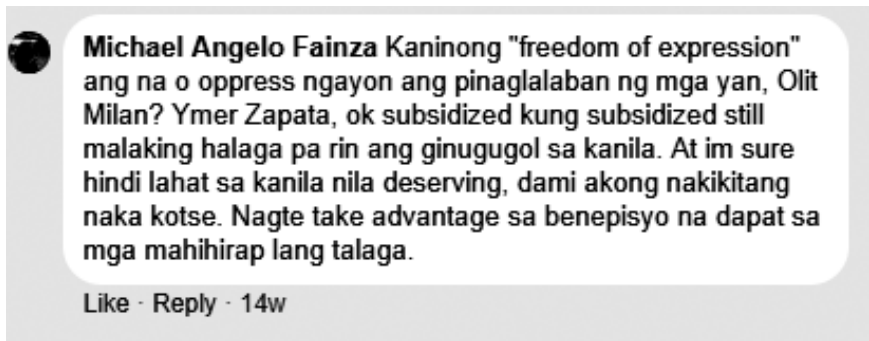 Michael Angelo Fainza Kaninong "freedom of expression"
ang na o oppress ngayon ang pinaglalaban ng mga yan, Olit
Milan? Ymer Zapata, ok subsidized kung subsidized still
malaking halaga pa rin ang ginugugol sa kanila. At im sure
hindi lahat sa kanila nila deserving, dami akong nakikitang
naka kotse. Nagte take advantage sa benepisyo na dapat sa
mga mahihirap lang talaga.
Like · Reply · 14w